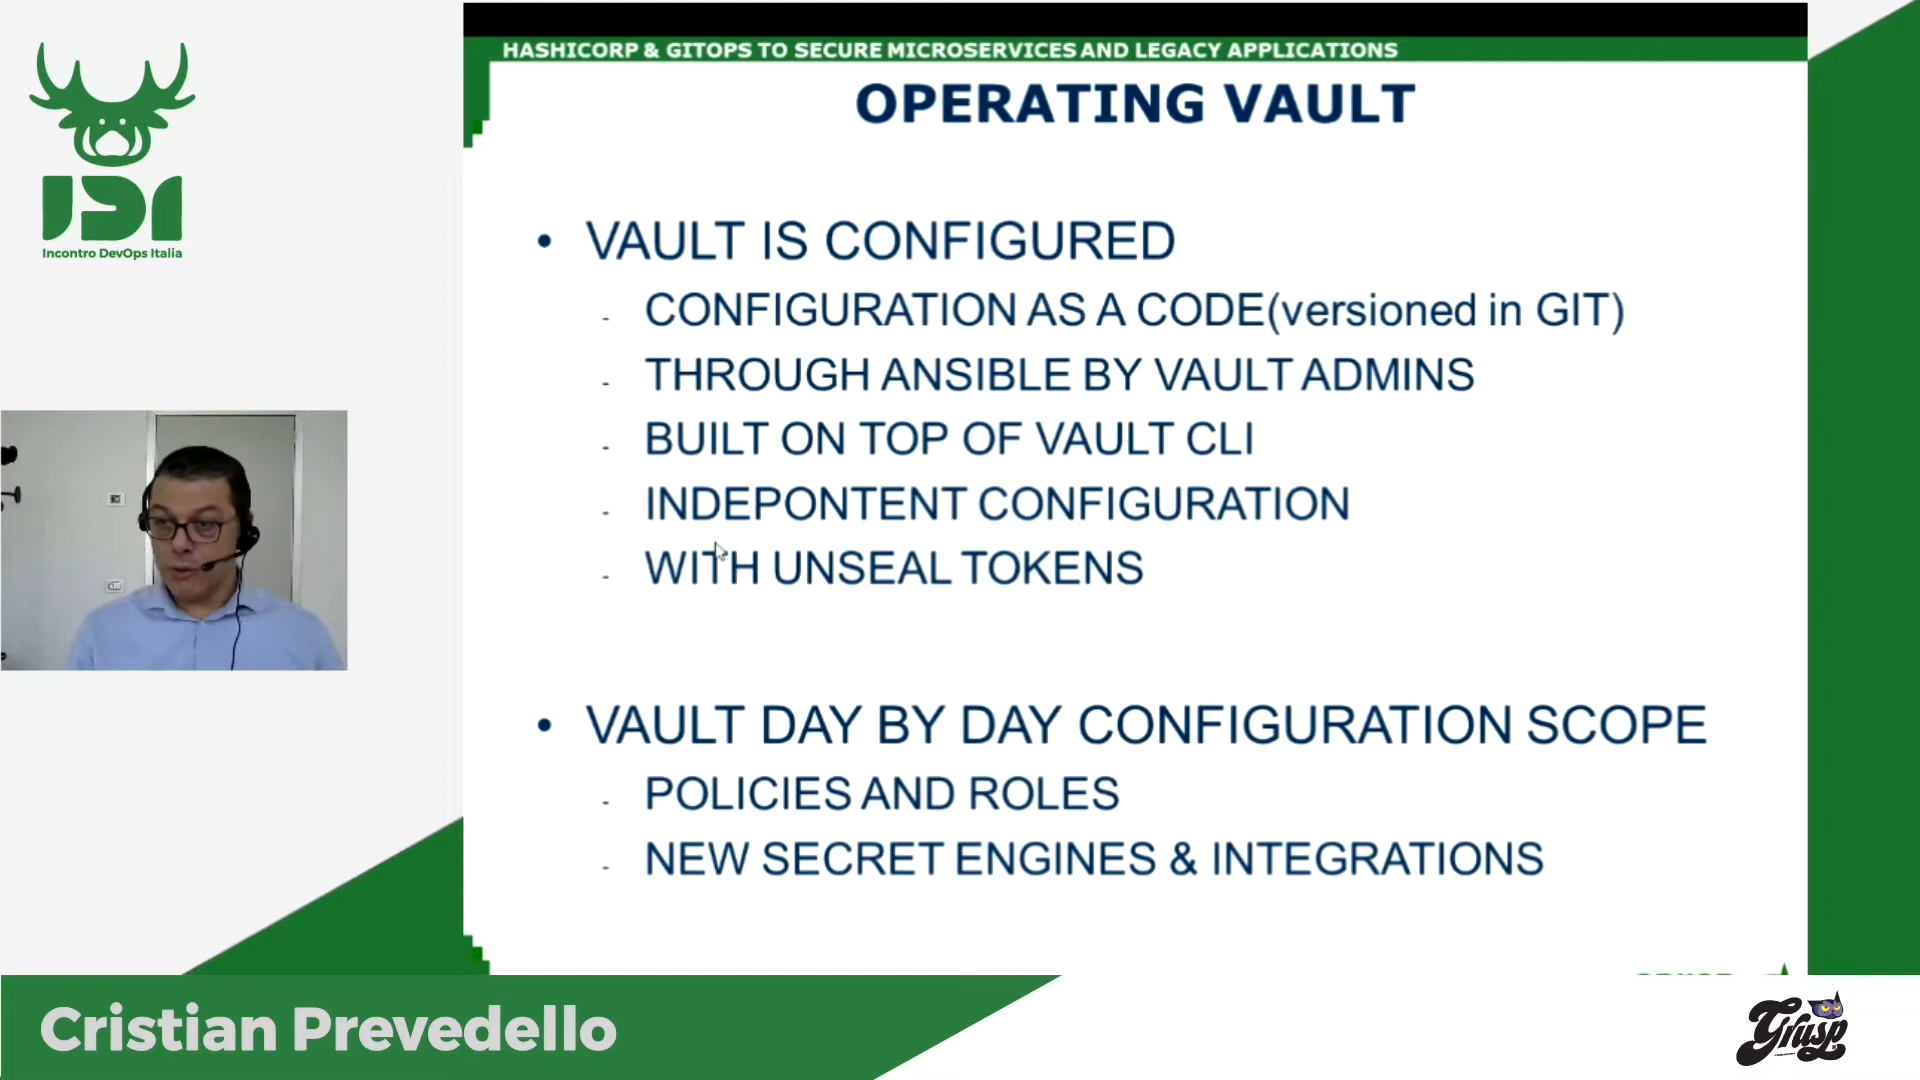 HASHICORP & GITOPS TO SECURE MICROSERVICES AND LEGACY APPLICATIONS
OPERATING VAULT
• VAULT IS CONFIGURED
- CONFIGURATION AS A CODE(versioned in GIT)
- THROUGH ANSIBLE BY VAULT ADMINS
- BUILT ON TOP OF VAULT CLI
- INDEPONTENT CONFIGURATION
- WITH UNSEAL TOKENS
• VAULT DAY BY DAY CONFIGURATION SCOPE
- POLICIES AND ROLES
- NEW SECRET ENGINES & INTEGRATIONS
IDI
Incontro DevOps Italia
Cristian Prevedello
Grusp